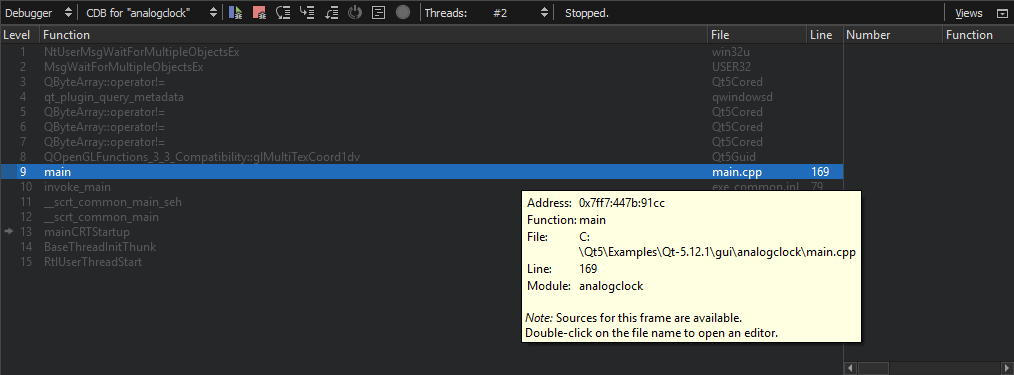 Debugger CDB for "analogclock" Threads: #2 Stopped. Views
Level Function File Line Number Function
1 NtUserMsgWaitForMultipleObjectsEx win32u
2 MsgWaitForMultipleObjectsEx USER32
3 QByteArray::operator!= Qt5Cored
4 qt_plugin_query_metadata qwindowsd
5 QByteArray::operator!= Qt5Cored
6 QByteArray::operator!= Qt5Cored
7 QByteArray::operator!= Qt5Cored
8 QOpenGLFunctions_3_3_Compatibility::glMultiTexCoord1dv Qt5Guid
9 main main.cpp 169
10 invoke_main exe_common.inl 79
11 __scrt_common_main_seh
12 __scrt_common_main
13 mainCRTStartup
14 BaseThreadInitThunk
15 RtlUserThreadStart
Address: 0x7ff7:447b:91cc
Function: main
File: C:
\Qt5\Examples\Qt-5.12.1\gui\analogclock\main.cpp
Line: 169
Module: analogclock
Note: Sources for this frame are available.
Double-click on the file name to open an editor.